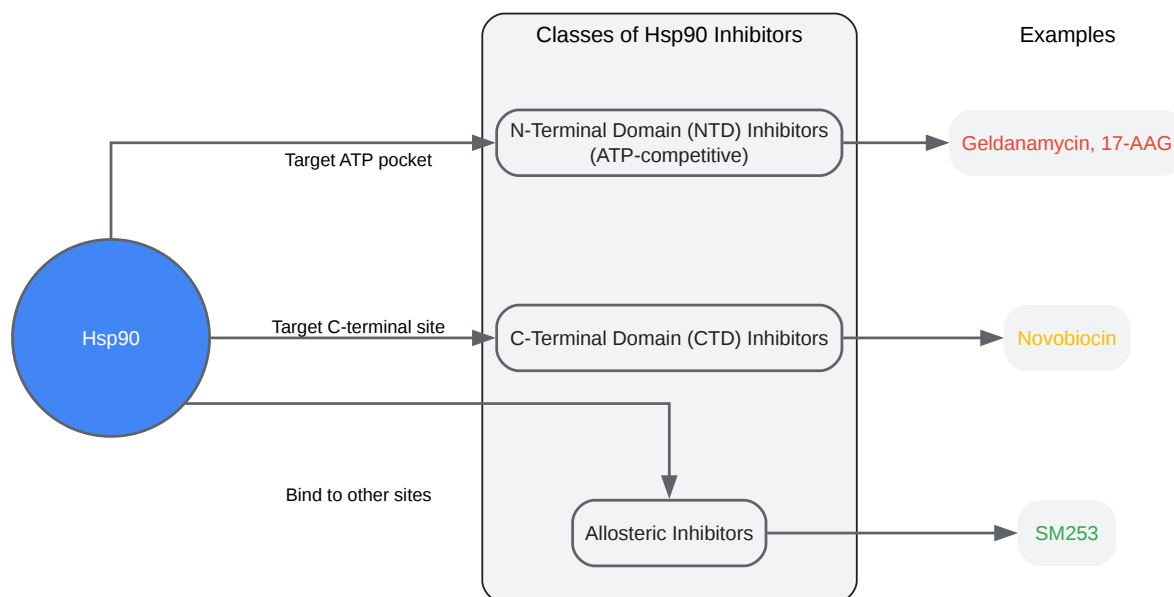 Classes of Hsp90 Inhibitors
Examples
N-Terminal Domain (NTD) Inhibitors
(ATP-competitive)
Geldanamycin, 17-AAG
Target ATP pocket
Hsp90
Target C-terminal site
C-Terminal Domain (CTD) Inhibitors
Novobiocin
Bind to other sites
Allosteric Inhibitors
SM253